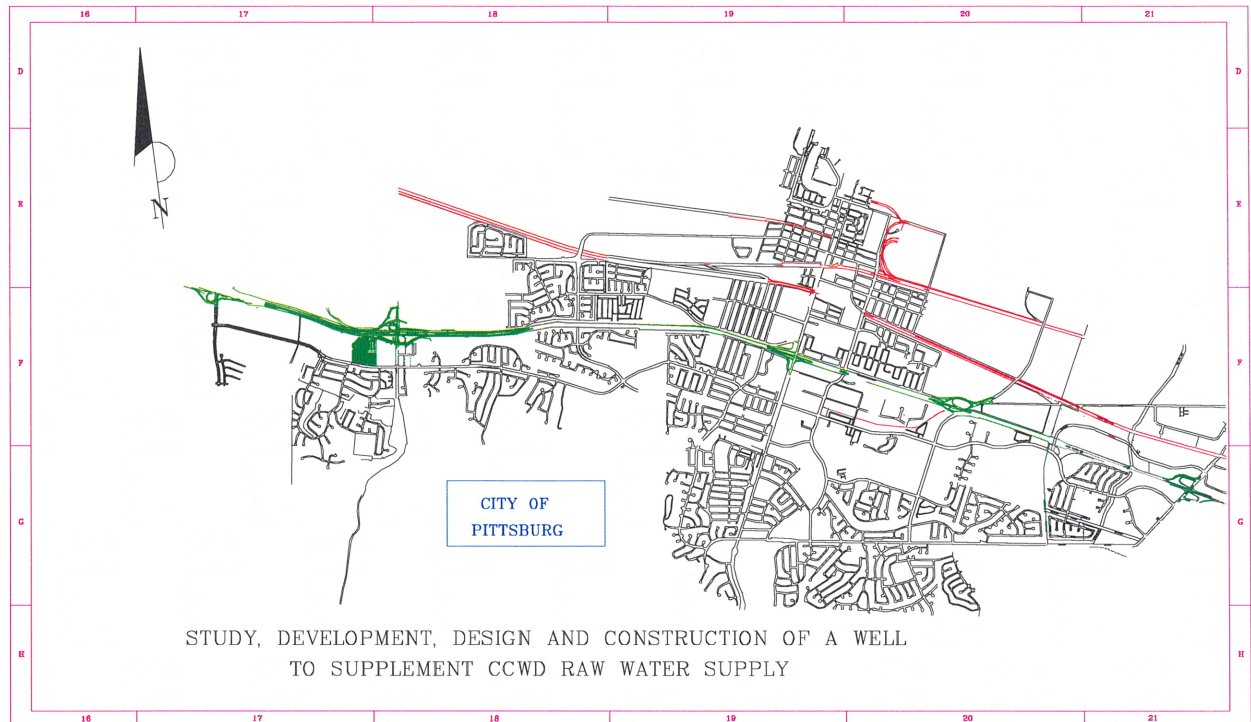 16 17 18 19 20 21
D D
E E
N
F F
CITY OF
PITTSBURG
G G
STUDY, DEVELOPMENT, DESIGN AND CONSTRUCTION OF A WELL
TO SUPPLEMENT CCWD RAW WATER SUPPLY
H H
16 17 18 19 20 21